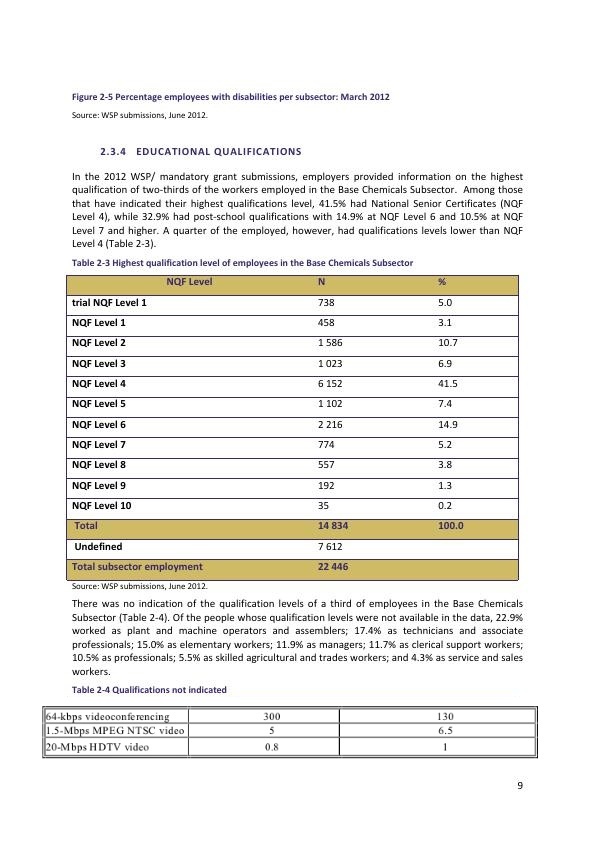 Figure 2-5 Percentage employees with disabilities per subsector: March 2012
Source: WSP submissions, June 2012.
2.3.4 EDUCATIONAL QUALIFICATIONS
In the 2012 WSP/ mandatory grant submissions, employers provided information on the highest
qualification of two-thirds of the workers employed in the Base Chemicals Subsector. Among those
that have indicated their highest qualifications level, 41.5% had National Senior Certificates (NQF
Level 4), while 32.9% had post-school qualifications with 14.9% at NQF Level 6 and 10.5% at NQF
Level 7 and higher. A quarter of the employed, however, had qualifications levels lower than NQF
Level 4 (Table 2-3).
Table 2-3 Highest qualification level of employees in the Base Chemicals Subsector
NQF Level N %
trial NQF Level 1 738 5.0
NQF Level 1 458 3.1
NQF Level 2 1 586 10.7
NQF Level 3 1 023 6.9
NQF Level 4 6 152 41.5
NQF Level 5 1 102 7.4
NQF Level 6 2 216 14.9
NQF Level 7 774 5.2
NQF Level 8 557 3.8
NQF Level 9 192 1.3
NQF Level 10 35 0.2
Total 14 834 100.0
Undefined 7 612
Total subsector employment 22 446
Source: WSP submissions, June 2012.
There was no indication of the qualification levels of a third of employees in the Base Chemicals
Subsector (Table 2-4). Of the people whose qualification levels were not available in the data, 22.9%
worked as plant and machine operators and assemblers; 17.4% as technicians and associate
professionals; 15.0% as elementary workers; 11.9% as managers; 11.7% as clerical support workers;
10.5% as professionals; 5.5% as skilled agricultural and trades workers; and 4.3% as service and sales
workers.
Table 2-4 Qualifications not indicated
64-kbps videoconferencing 300 130
1.5-Mbps MPEG NTSC video 5 6.5
20-Mbps HDTV video 0.8 1
9